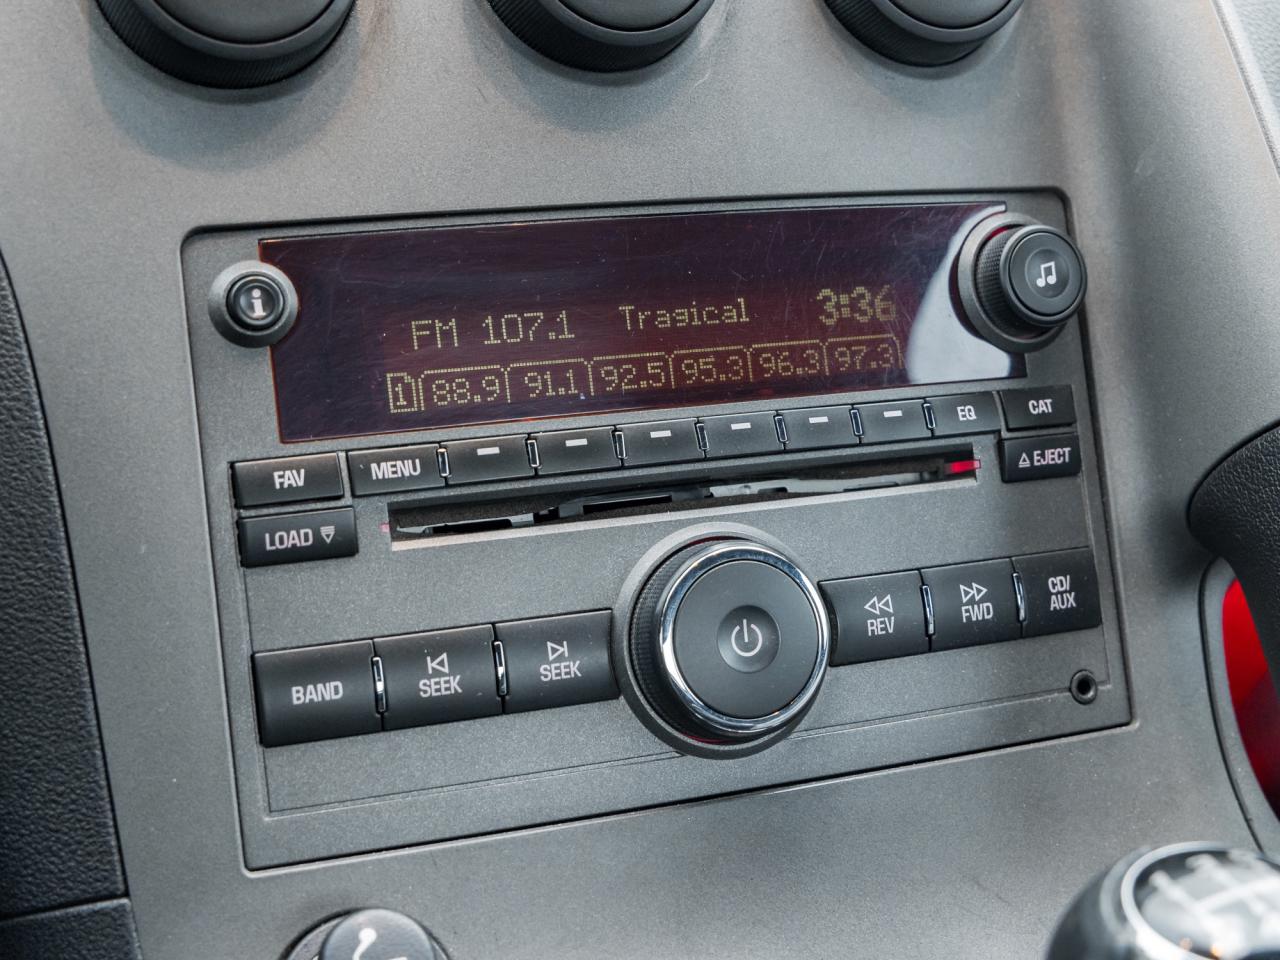 i
FM 107.1 Tragical 3:36
1 88.9 91.1 92.5 95.3 96.3 97.3
FAV MENU EQ CAT
LOAD EJECT
BAND SEEK SEEK REV FWD CD/
AUX